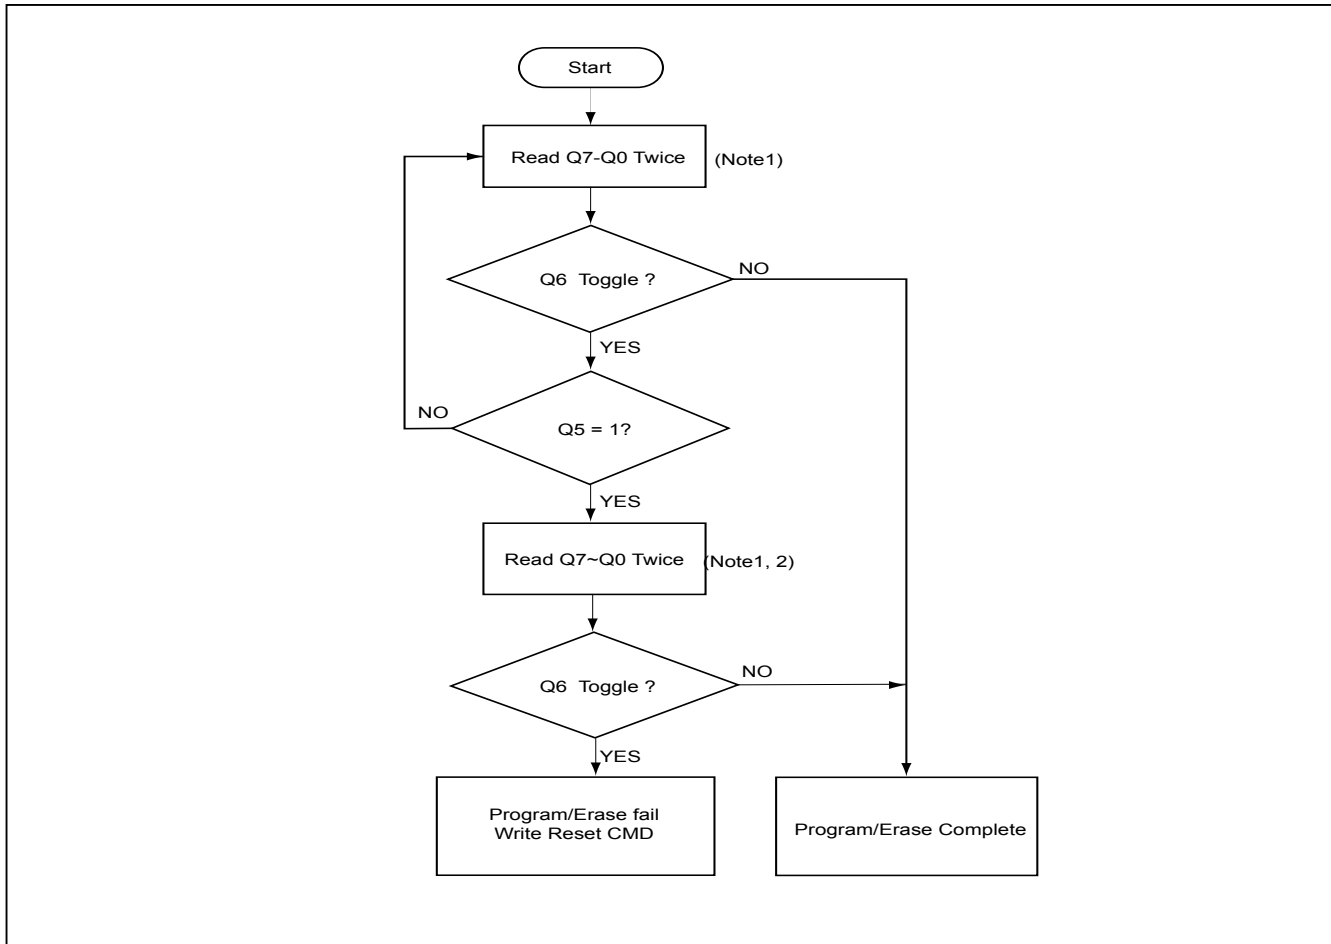 Start
Read Q7-Q0 Twice
(Note1)
Q6 Toggle ?
NO
YES
NO
Q5 = 1?
YES
Read Q7~Q0 Twice
(Note1, 2)
Q6 Toggle ?
NO
YES
Program/Erase fail
Write Reset CMD
Program/Erase Complete